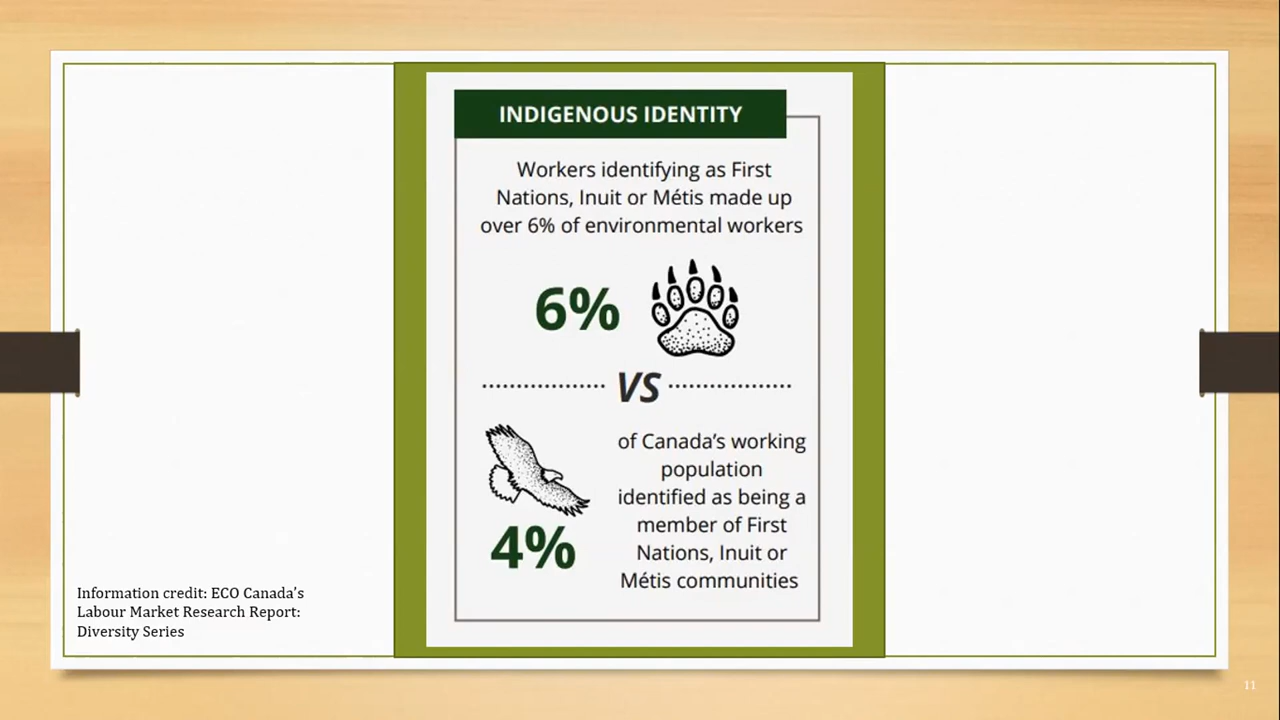 INDIGENOUS IDENTITY
Workers identifying as First
Nations, Inuit or Métis made up
over 6% of environmental workers
6%
VS
4%
of Canada's working
population
identified as being a
member of First
Nations, Inuit or
Métis communities
Information credit: ECO Canada's
Labour Market Research Report:
Diversity Series
11